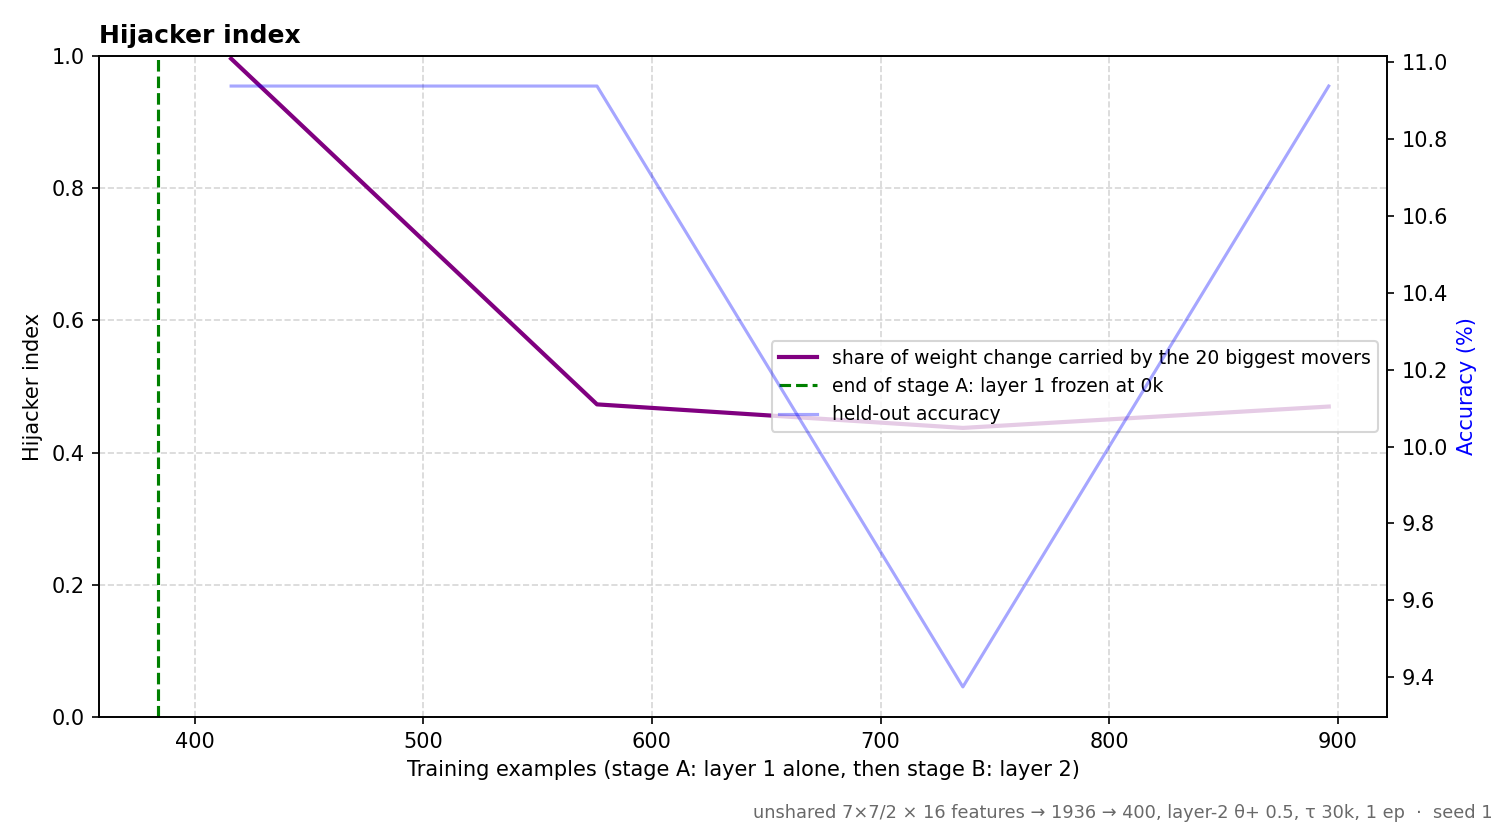 Hijacker index
1.0
0.8
0.6
0.4
0.2
0.0
Hijacker index
11.0
10.8
10.6
10.4
10.2
10.0
9.8
9.6
9.4
Accuracy (%)
share of weight change carried by the 20 biggest movers
end of stage A: layer 1 frozen at 0k
held-out accuracy
400 500 600 700 800 900
Training examples (stage A: layer 1 alone, then stage B: layer 2)
unshared 7×7/2 × 16 features → 1936 → 400, layer-2 θ+ 0.5, τ 30k, 1 ep · seed 1